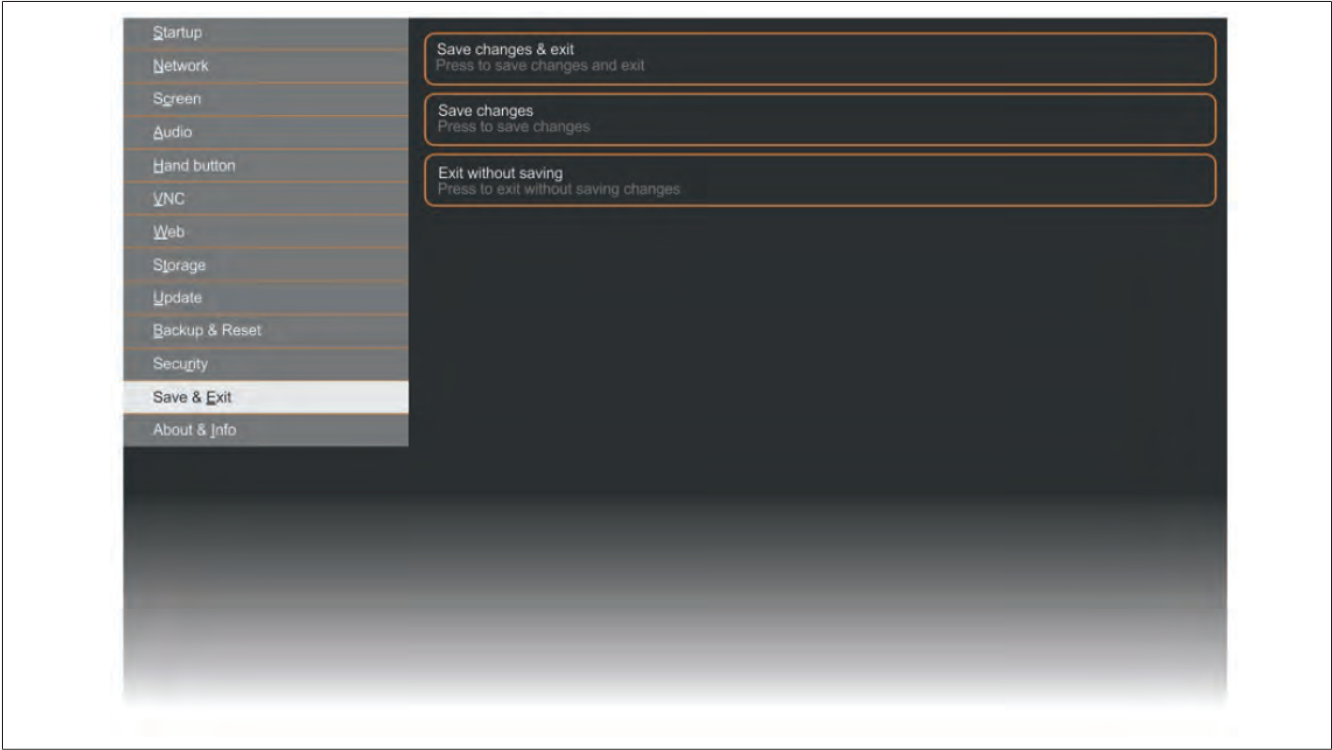 Startup
Network
Screen
Audio
Hand button
VNC
Web
Storage
Update
Backup & Reset
Security
Save & Exit
About & Info
Save changes & exit
Press to save changes and exit
Save changes
Press to save changes
Exit without saving
Press to exit without saving changes